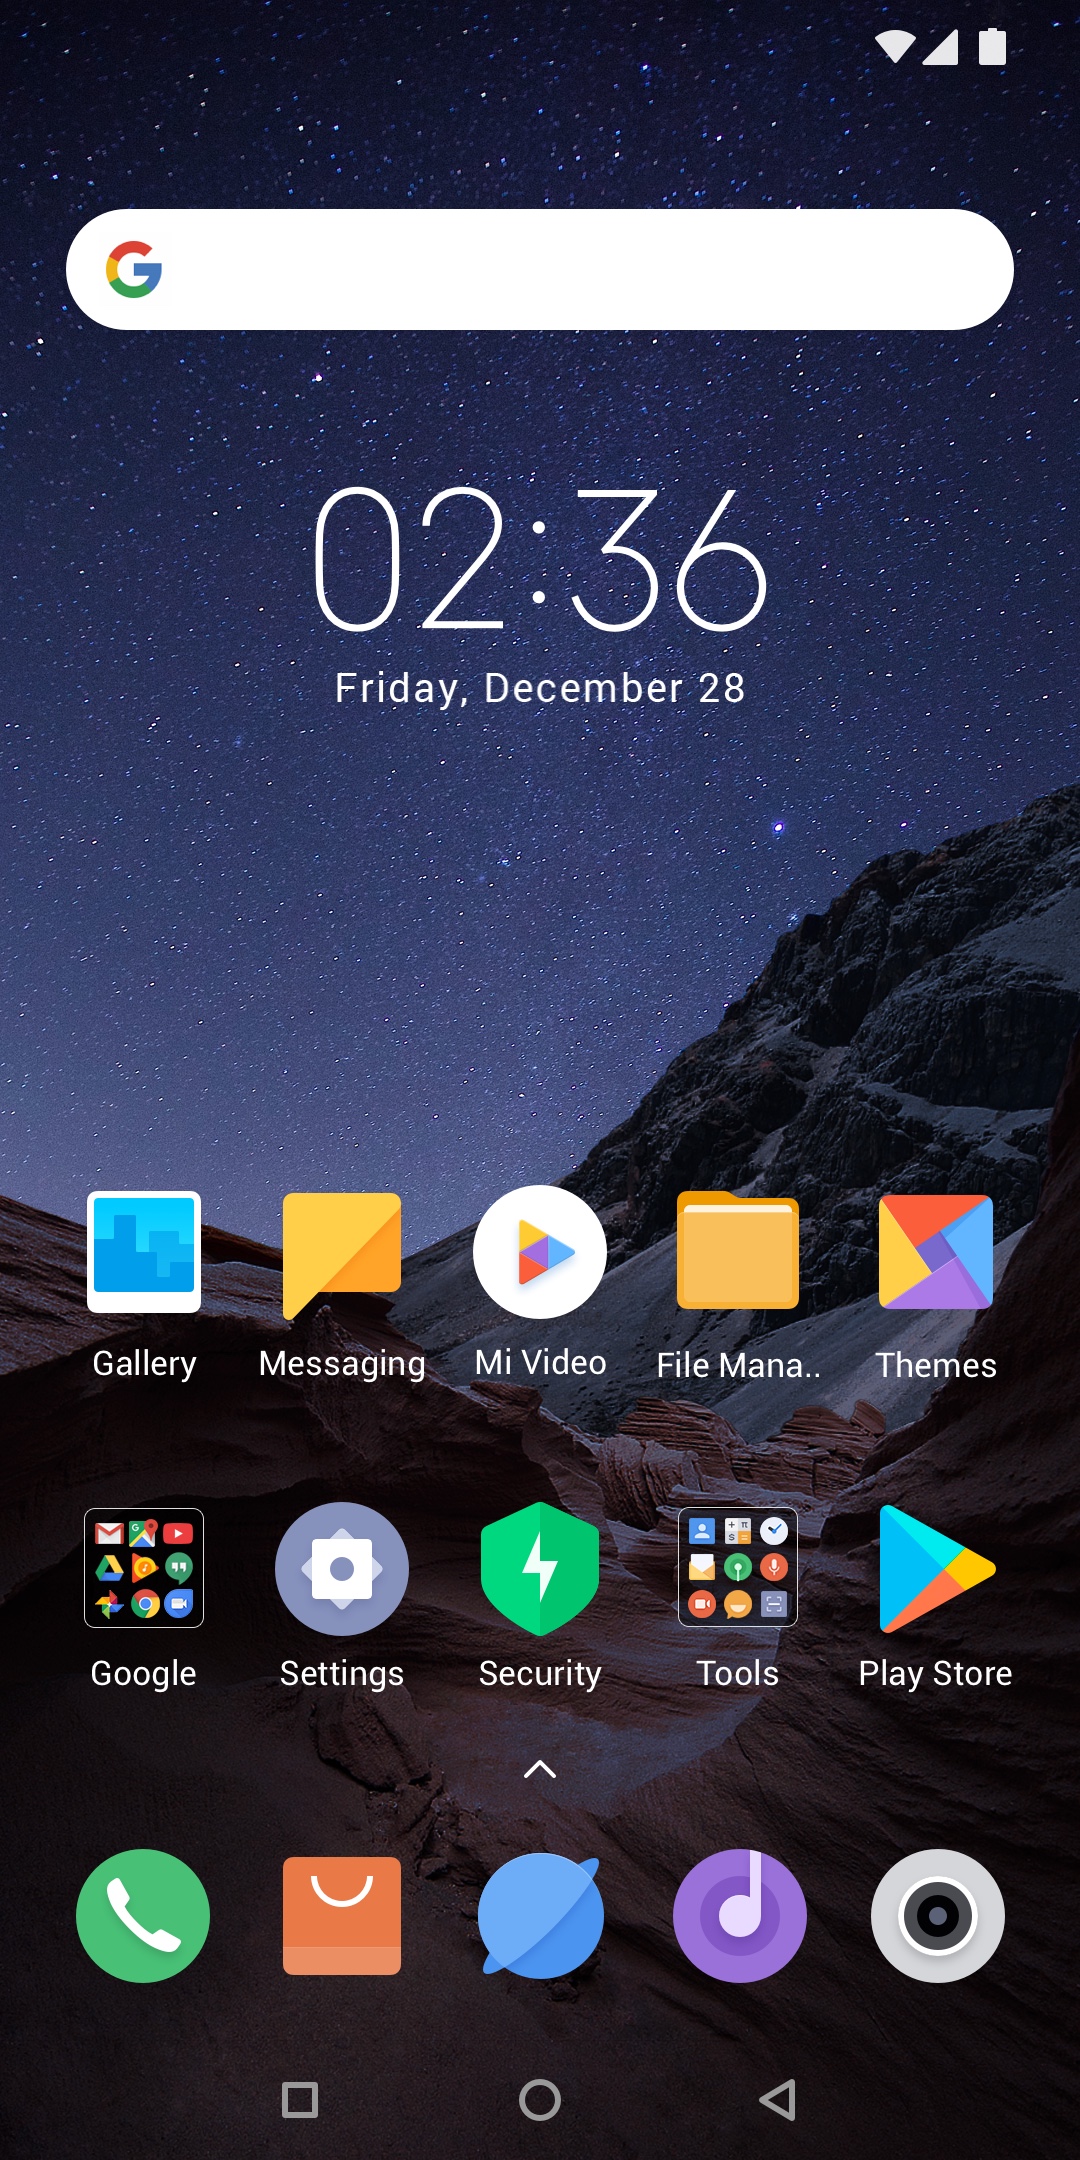 02:36
Friday, December 28
Gallery Messaging Mi Video File Mana.. Themes
Google Settings Security Tools Play Store